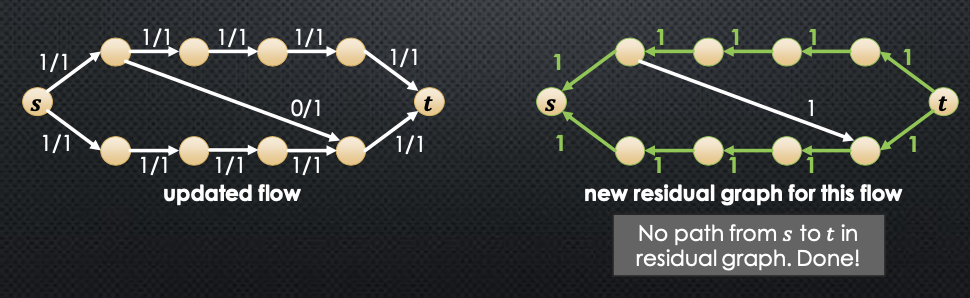 1/1 1/1 1/1
1/1 1/1
s 0/1 t
1/1 1/1
1/1 1/1 1/1
updated flow
1 1 1
1 1
s 1 t
1 1
1 1 1
new residual graph for this flow
No path from s to t in
residual graph. Done!